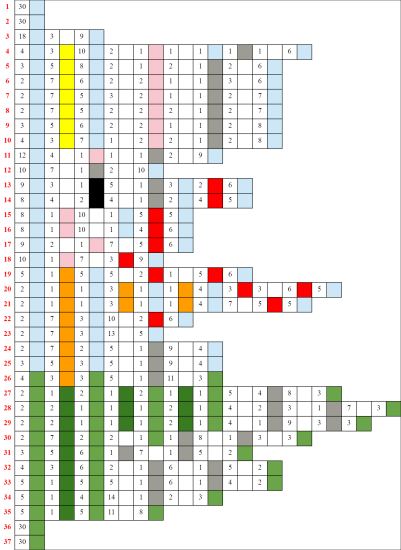 1 30
2 30
3 18 3 9
4 4 3 10 2 1 1 1 1 1 6
5 3 5 8 2 1 2 1 2 6
6 2 7 6 2 2 1 1 3 6
7 2 7 5 3 2 1 1 2 7
8 2 7 5 2 2 2 1 2 7
9 3 5 6 2 1 2 1 2 8
10 4 3 7 1 2 2 1 2 8
11 12 4 1 1 1 2 9
12 10 7 1 2 10
13 9 3 1 5 1 3 2 6
14 8 4 2 4 1 2 4 5
15 8 1 10 1 5 5
16 8 1 10 1 4 6
17 9 2 1 7 5 6
18 10 1 7 3 9
19 5 1 5 5 2 1 5 6
20 2 1 2 1 1 1 1 4 3 3 6 5
21 2 1 2 1 1 1 1 4 7 5 5
22 2 7 3 10 2 6
23 2 7 3 13 5
24 2 7 2 5 1 9 4
25 3 5 3 5 1 9 4
26 4 3 3 5 1 11 3
27 2 1 2 1 1 2 1 5 4 8 3
28 2 1 2 1 1 2 1 4 2 3 1 7 3
29 2 1 2 1 1 2 1 4 1 9 3 3
30 2 7 2 2 1 1 8 1 3 3
31 3 5 6 1 7 1 5 2
32 4 3 6 2 1 6 1 5 2
33 5 1 7 2 1 6 1 5 2
34 5 1 4 14 1 2 3
35 5 1 5 11 8
36 30
37 30